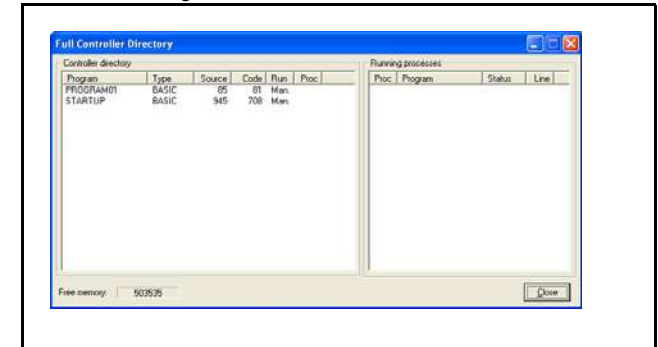 Full Controller Directory
Controller directory
Program Type Source Code Run Proc
PROGRAM01 BASIC 85 81 Man.
STARTUP BASIC 945 708 Man.
Running processes
Proc Program Status Line
Free memory: 503535
Close